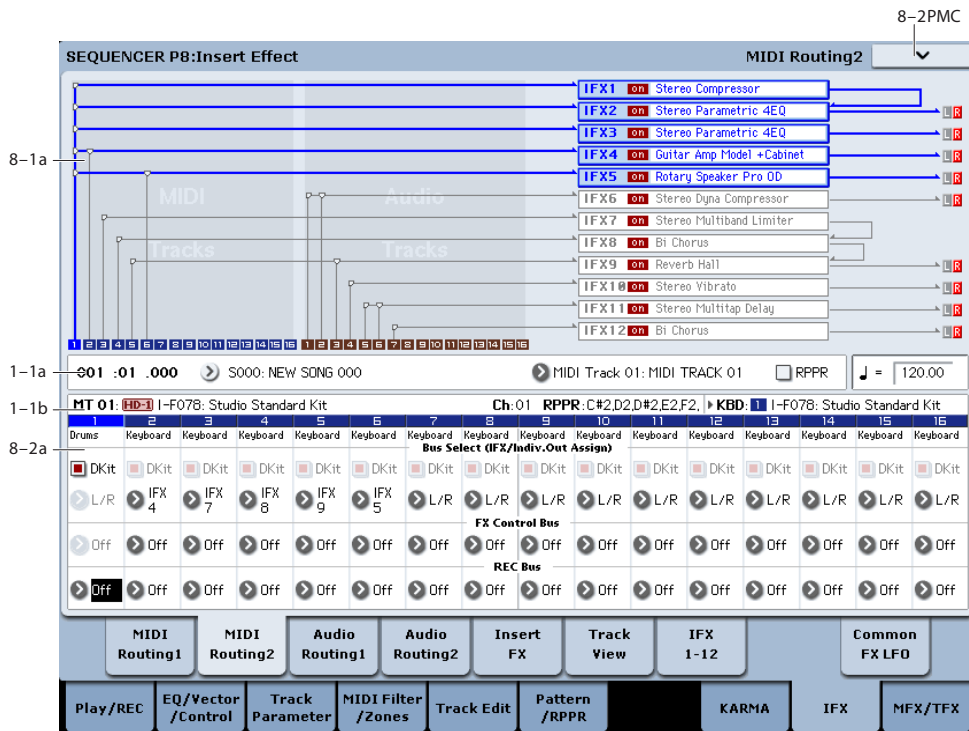 8-2PMC
SEQUENCER P8:Insert Effect
MIDI Routing2
IFX1 on Stereo Compressor
IFX2 on Stereo Parametric 4EQ L R
IFX3 on Stereo Parametric 4EQ L R
8-1a
IFX4 on Guitar Amp Model +Cabinet L R
IFX5 on Rotary Speaker Pro OD L R
MIDI Audio
IFX6 on Stereo Dyna Compressor L R
IFX7 on Stereo Multiband Limiter
IFX8 on Bi Chorus
Tracks Tracks
IFX9 on Reverb Hall L R
IFX10 on Stereo Vibrato L R
IFX11 on Stereo Multitap Delay L R
IFX12 on Bi Chorus L R
1 2 3 4 5 6 7 8 9 10 11 12 13 14 15 16 1 2 3 4 5 6 7 8 9 10 11 12 13 14 15 16
1-1a
001 :01 .000 S000: NEW SONG 000 MIDI Track 01: MIDI TRACK 01 RPPR ♩ = 120.00
1-1b
MT 01: HD-1 I-F078: Studio Standard Kit Ch:01 RPPR:C#2,D2,D#2,E2,F2, KBD: 1 I-F078: Studio Standard Kit
1 2 3 4 5 6 7 8 9 10 11 12 13 14 15 16
Drums Keyboard Keyboard Keyboard Keyboard Keyboard Keyboard Keyboard Keyboard Keyboard Keyboard Keyboard Keyboard Keyboard Keyboard Keyboard
8-2a
Bus Select (IFX/Indiv.Out Assign)
DKit DKit DKit DKit DKit DKit DKit DKit DKit DKit DKit DKit DKit DKit DKit DKit
L/R IFX 4 IFX 7 IFX 8 IFX 9 IFX 5 L/R L/R L/R L/R L/R L/R L/R L/R L/R L/R
FX Control Bus
Off Off Off Off Off Off Off Off Off Off Off Off Off Off Off Off
REC Bus
Off Off Off Off Off Off Off Off Off Off Off Off Off Off Off Off
MIDI Routing1 MIDI Routing2 Audio Routing1 Audio Routing2 Insert FX Track View IFX 1-12 Common FX LFO
Play/REC EQ/Vector /Control Track Parameter MIDI Filter /Zones Track Edit Pattern /RPPR KARMA IFX MFX/TFX